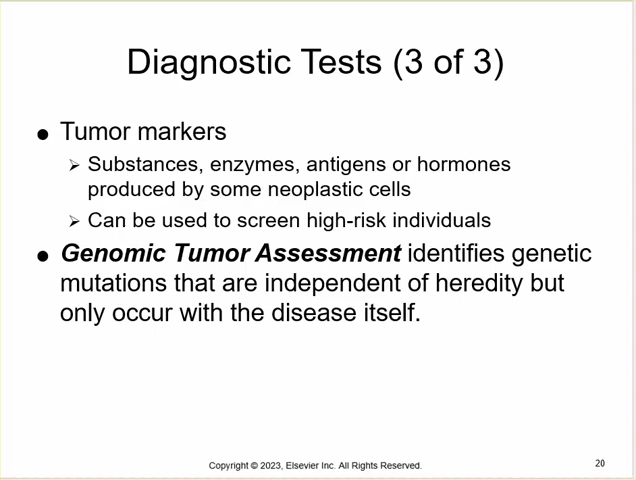 Diagnostic Tests (3 of 3)
● Tumor markers
➢ Substances, enzymes, antigens or hormones
produced by some neoplastic cells
➢ Can be used to screen high-risk individuals
● Genomic Tumor Assessment identifies genetic
mutations that are independent of heredity but
only occur with the disease itself.
Copyright © 2023, Elsevier Inc. All Rights Reserved.
20